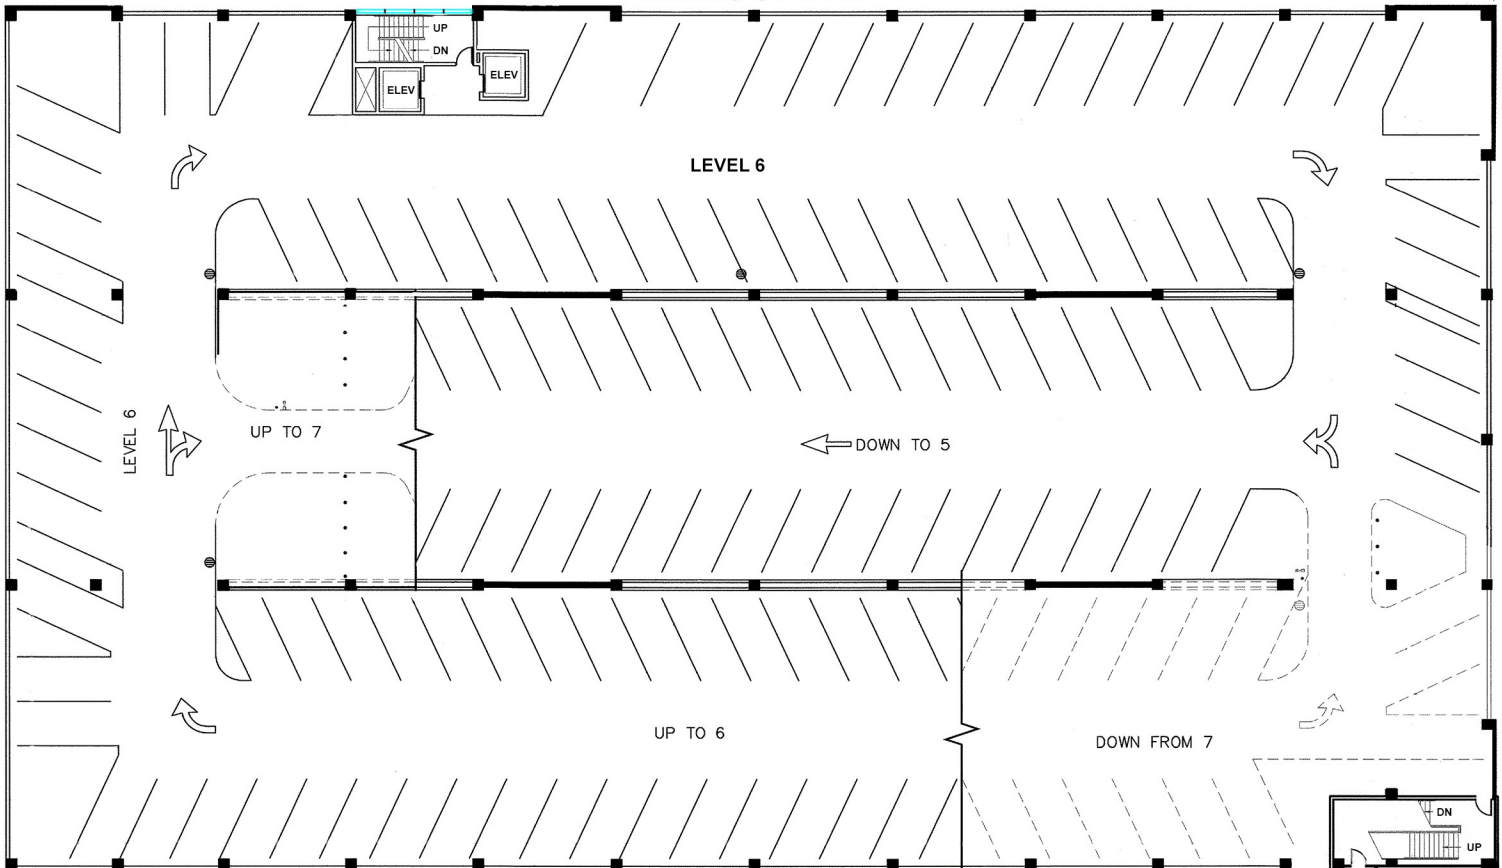 UP
DN
ELEV
ELEV
LEVEL 6
LEVEL 6
UP TO 7
DOWN TO 5
UP TO 6
DOWN FROM 7
DN
UP